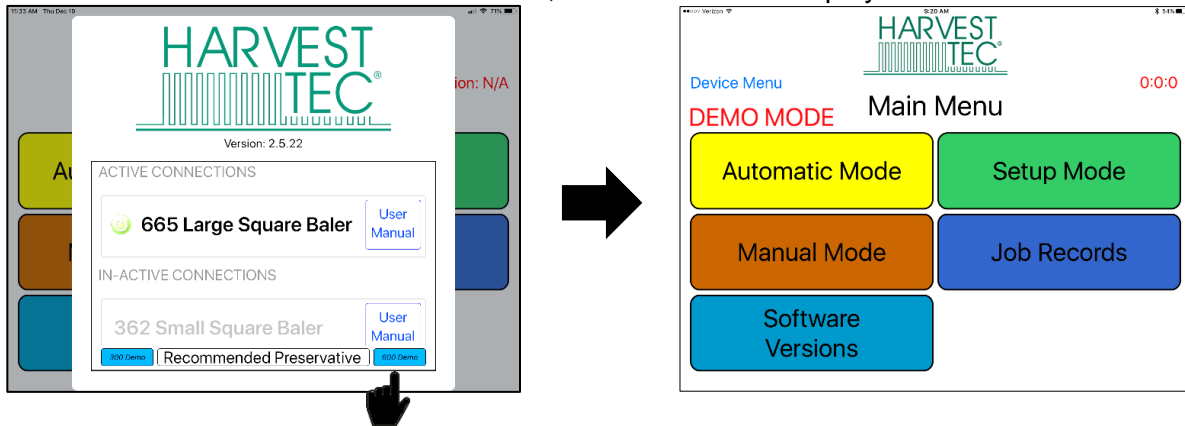 11:33 AM Thu Dec 19
71%
HARVEST
TEC®
ion: N/A
Version: 2.5.22
Au
ACTIVE CONNECTIONS
665 Large Square Baler
User
Manual
IN-ACTIVE CONNECTIONS
362 Small Square Baler
User
Manual
300 Demo
Recommended Preservative
600 Demo
Verizon
9:20 AM
54%
HARVEST
TEC®
Device Menu
0:0:0
DEMO MODE
Main Menu
Automatic Mode
Setup Mode
Manual Mode
Job Records
Software
Versions